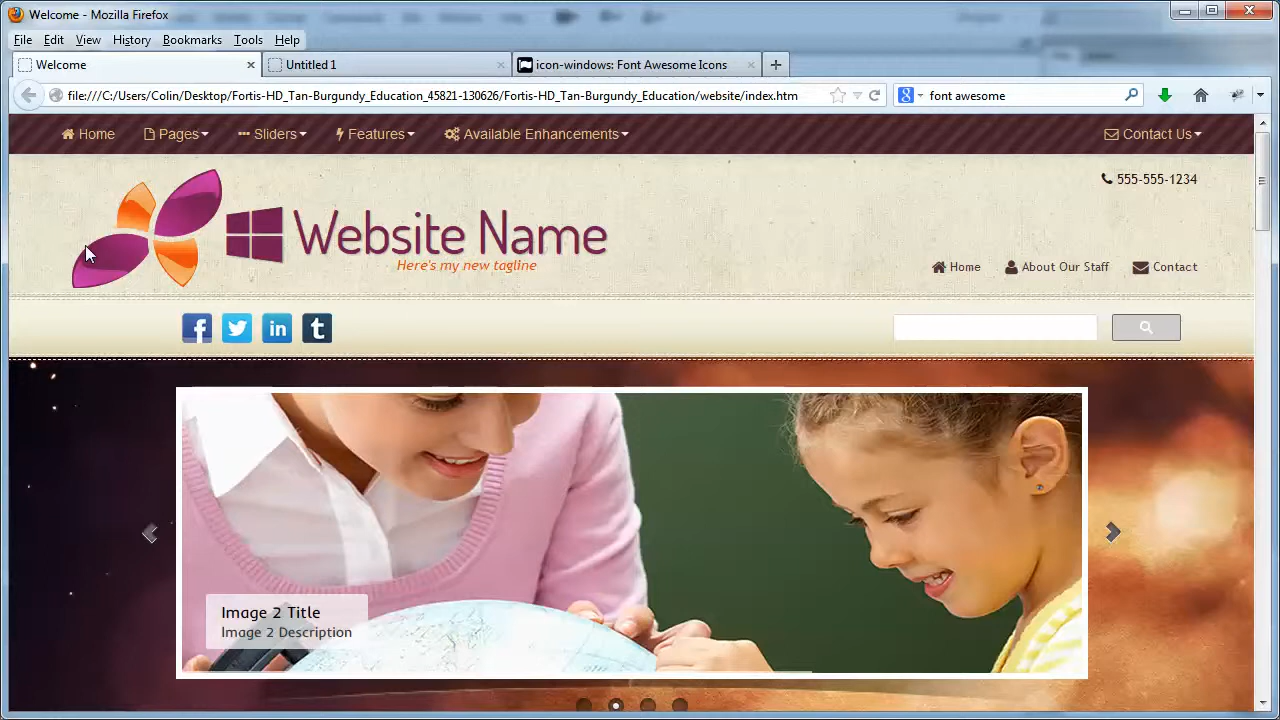 Welcome - Mozilla Firefox
File Edit View History Bookmarks Tools Help
Welcome Untitled 1 icon-windows: Font Awesome Icons
file:///C:/Users/Colin/Desktop/Fortis-HD_Tan-Burgundy_Education_45821-130626/Fortis-HD_Tan-Burgundy_Education/website/index.htm font awesome
Home Pages Sliders Features Available Enhancements Contact Us
555-555-1234
Website Name
Here's my new tagline
Home About Our Staff Contact
Image 2 Title
Image 2 Description